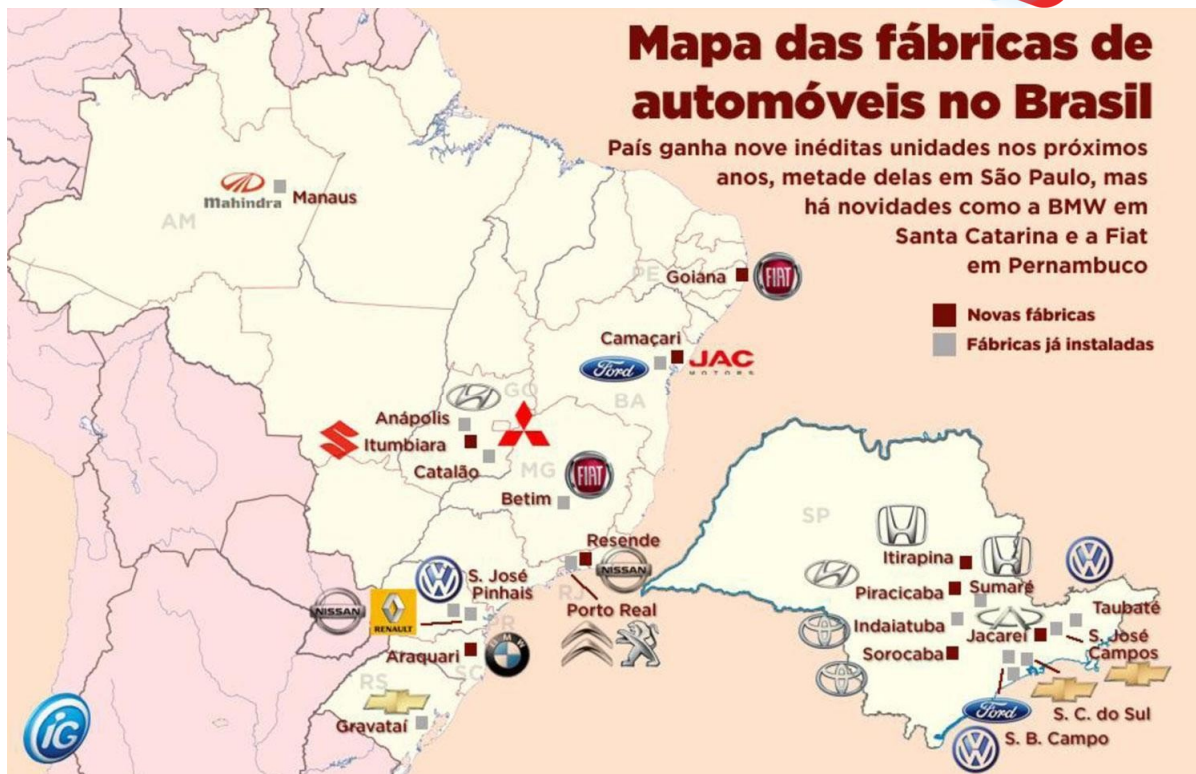 Mapa das fábricas de
automóveis no Brasil
País ganha nove inéditas unidades nos próximos
anos, metade delas em São Paulo, mas
há novidades como a BMW em
Santa Catarina e a Fiat
em Pernambuco
Novas fábricas
Fábricas já instaladas
Mahindra
Manaus
AM
PE
Goiana
FIAT
Camaçari
Ford
JAC
MOTORS
BA
GO
Anápolis
Itumbiara
Catalão
MG
FIAT
Betim
Resende
NISSAN
RJ
Porto Real
S. José
Pinhais
NISSAN
RENAULT
PR
Araquari
BMW
SC
RS
Gravataí
iG
SP
Itirapina
Piracicaba
Sumaré
Indaiatuba
Taubaté
Jacareí
S. José
Campos
Sorocaba
Ford
S. C. do Sul
S. B. Campo